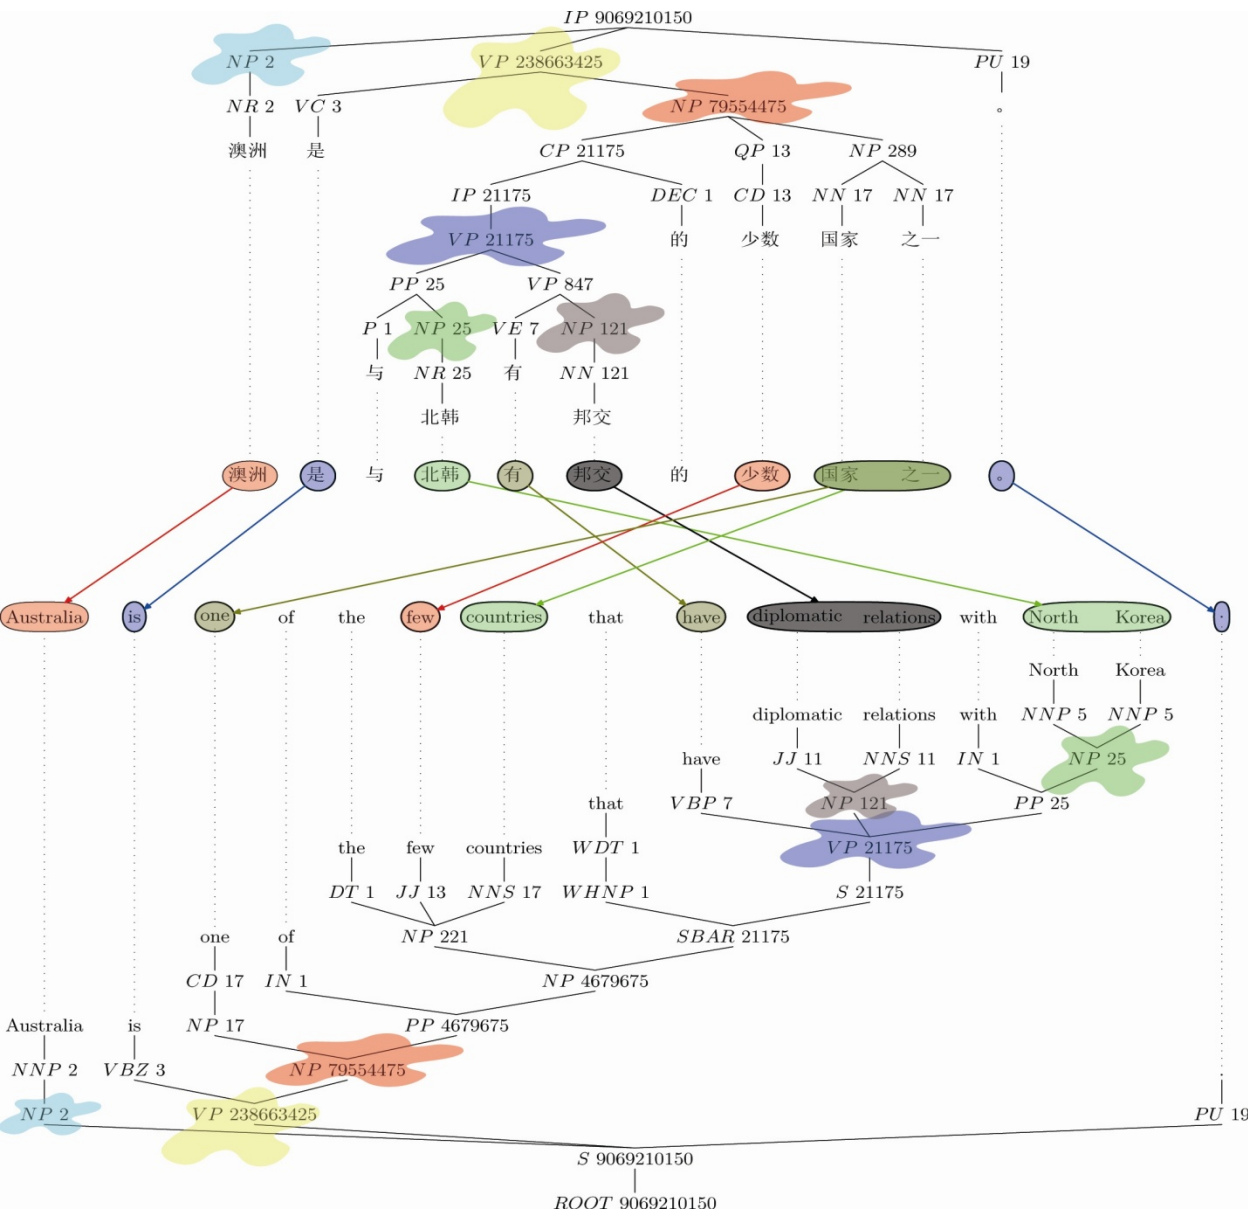 IP 9069210150
NP 2 VP 238663425 PU 19
NR 2 VC 3 NP 79554475 。
澳洲 是 CP 21175 QP 13 NP 289
IP 21175 DEC 1 CD 13 NN 17 NN 17
VP 21175 的 少数 国家 之一
PP 25 VP 847
P 1 NP 25 VE 7 NP 121
与 NR 25 有 NN 121
北韩 邦交
澳洲 是 与 北韩 有 邦交 的 少数 国家 之一 。
Australia is one of the few countries that have diplomatic relations with North Korea .
North Korea
diplomatic relations with NNP 5 NNP 5
have JJ 11 NNS 11 IN 1 NP 25
that VBP 7 NP 121 PP 25
the few countries WDT 1 VP 21175
DT 1 JJ 13 NNS 17 WHNP 1 S 21175
one of NP 221 SBAR 21175
CD 17 IN 1 NP 4679675
Australia is NP 17 PP 4679675
NNP 2 VBZ 3 NP 79554475 .
NP 2 VP 238663425 PU 19
S 9069210150
ROOT 9069210150